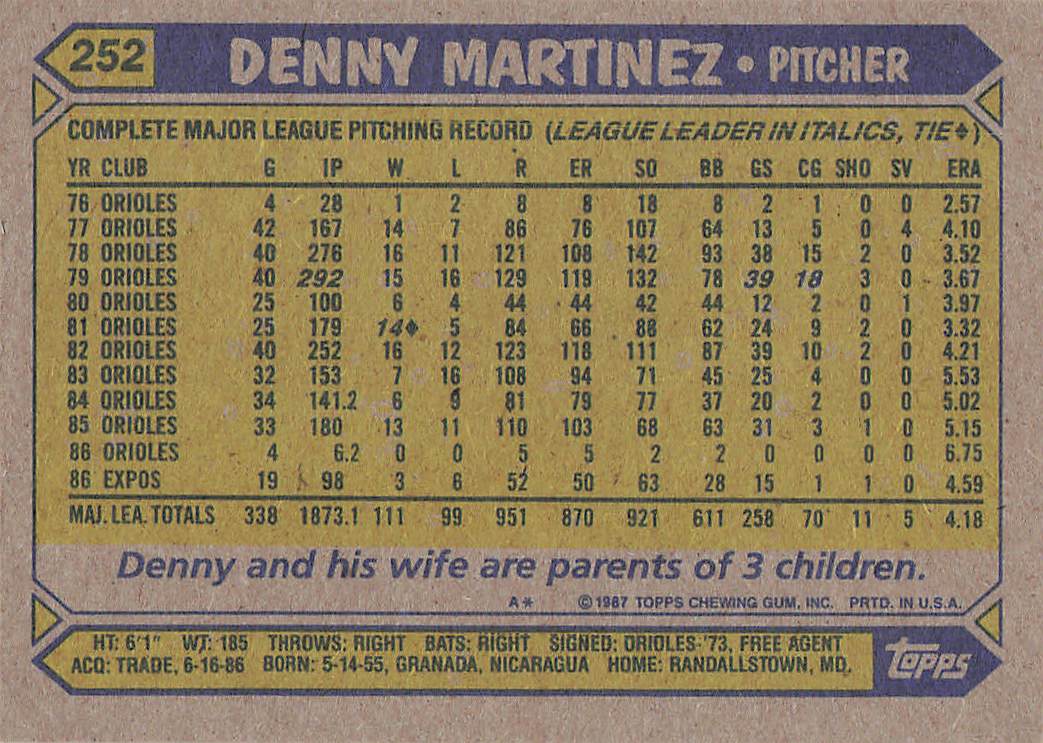 252 DENNY MARTINEZ • PITCHER
COMPLETE MAJOR LEAGUE PITCHING RECORD (LEAGUE LEADER IN ITALICS, TIE♦)
YR CLUB G IP W L R ER SO BB GS CG SHO SV ERA
76 ORIOLES 4 28 1 2 8 8 18 8 2 1 0 0 2.57
77 ORIOLES 42 167 14 7 86 76 107 64 13 5 0 4 4.10
78 ORIOLES 40 276 16 11 121 108 142 93 38 15 2 0 3.52
79 ORIOLES 40 292 15 16 129 119 132 78 39 18 3 0 3.67
80 ORIOLES 25 100 6 4 44 44 42 44 12 2 0 1 3.97
81 ORIOLES 25 179 14♦ 5 84 66 88 62 24 9 2 0 3.32
82 ORIOLES 40 252 16 12 123 118 111 87 39 10 2 0 4.21
83 ORIOLES 32 153 7 16 108 94 71 45 25 4 0 0 5.53
84 ORIOLES 34 141.2 6 9 81 79 77 37 20 2 0 0 5.02
85 ORIOLES 33 180 13 11 110 103 68 63 31 3 1 0 5.15
86 ORIOLES 4 6.2 0 0 5 5 2 2 0 0 0 0 6.75
86 EXPOS 19 98 3 6 52 50 63 28 15 1 1 0 4.59
MAJ. LEA. TOTALS 338 1873.1 111 99 951 870 921 611 258 70 11 5 4.18
Denny and his wife are parents of 3 children.
A* ©1987 TOPPS CHEWING GUM, INC. PRTD. IN U.S.A.
HT: 6'1" WT: 185 THROWS: RIGHT BATS: RIGHT SIGNED: ORIOLES-'73, FREE AGENT
ACQ: TRADE, 6-16-86 BORN: 5-14-55, GRANADA, NICARAGUA HOME: RANDALLSTOWN, MD.
topps